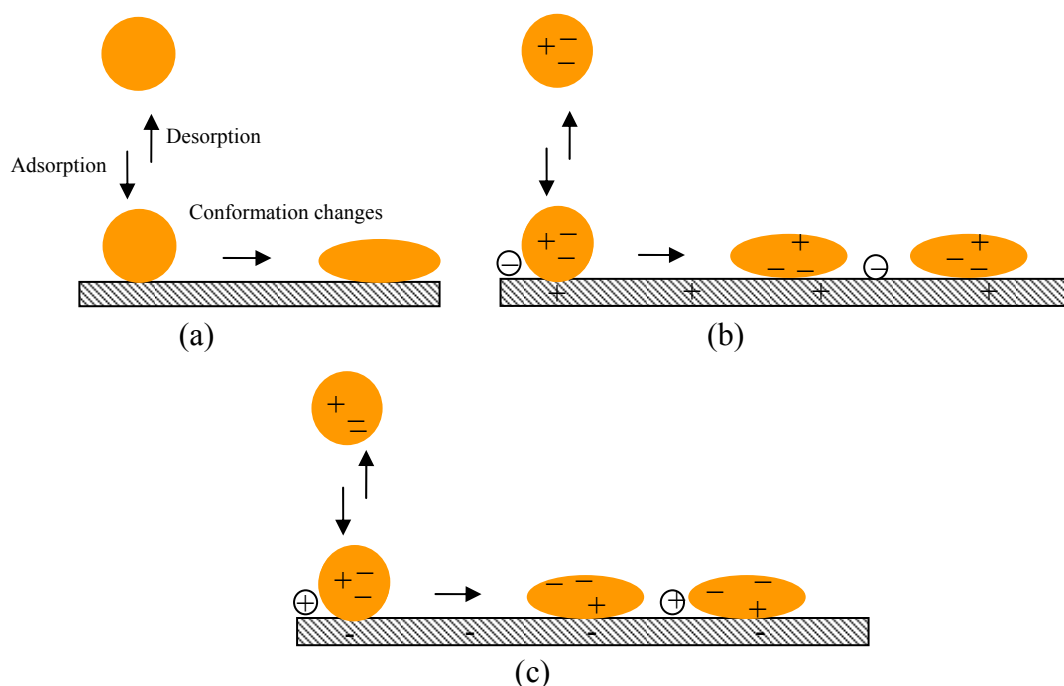 Desorption
Adsorption
Conformation changes
(a)
+ − −
+ − −
−
+ − −
−
+ − −
+ + + +
(b)
+ − −
+
+ − −
− − +
+
− − +
- - - -
(c)